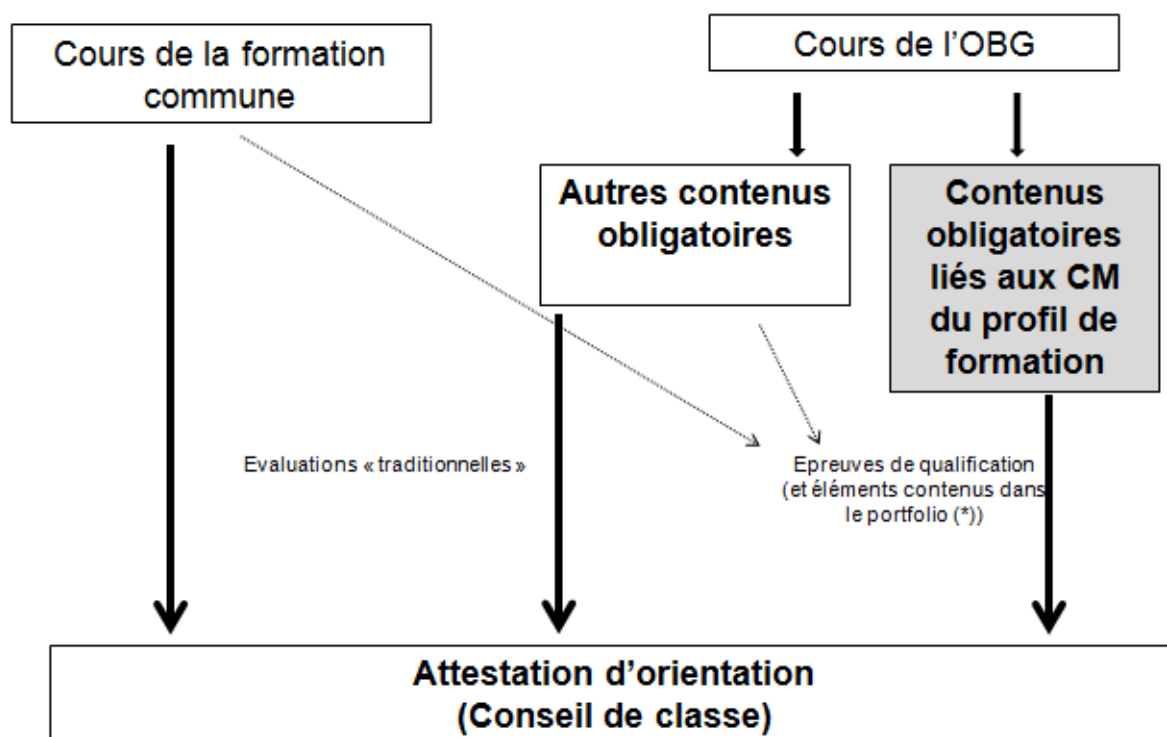 Cours de la formation
commune
Cours de l'OBG
Autres contenus
obligatoires
Contenus
obligatoires
liés aux CM
du profil de
formation
Evaluations « traditionnelles »
Epreuves de qualification
(et éléments contenus dans
le portfolio (*))
Attestation d'orientation
(Conseil de classe)